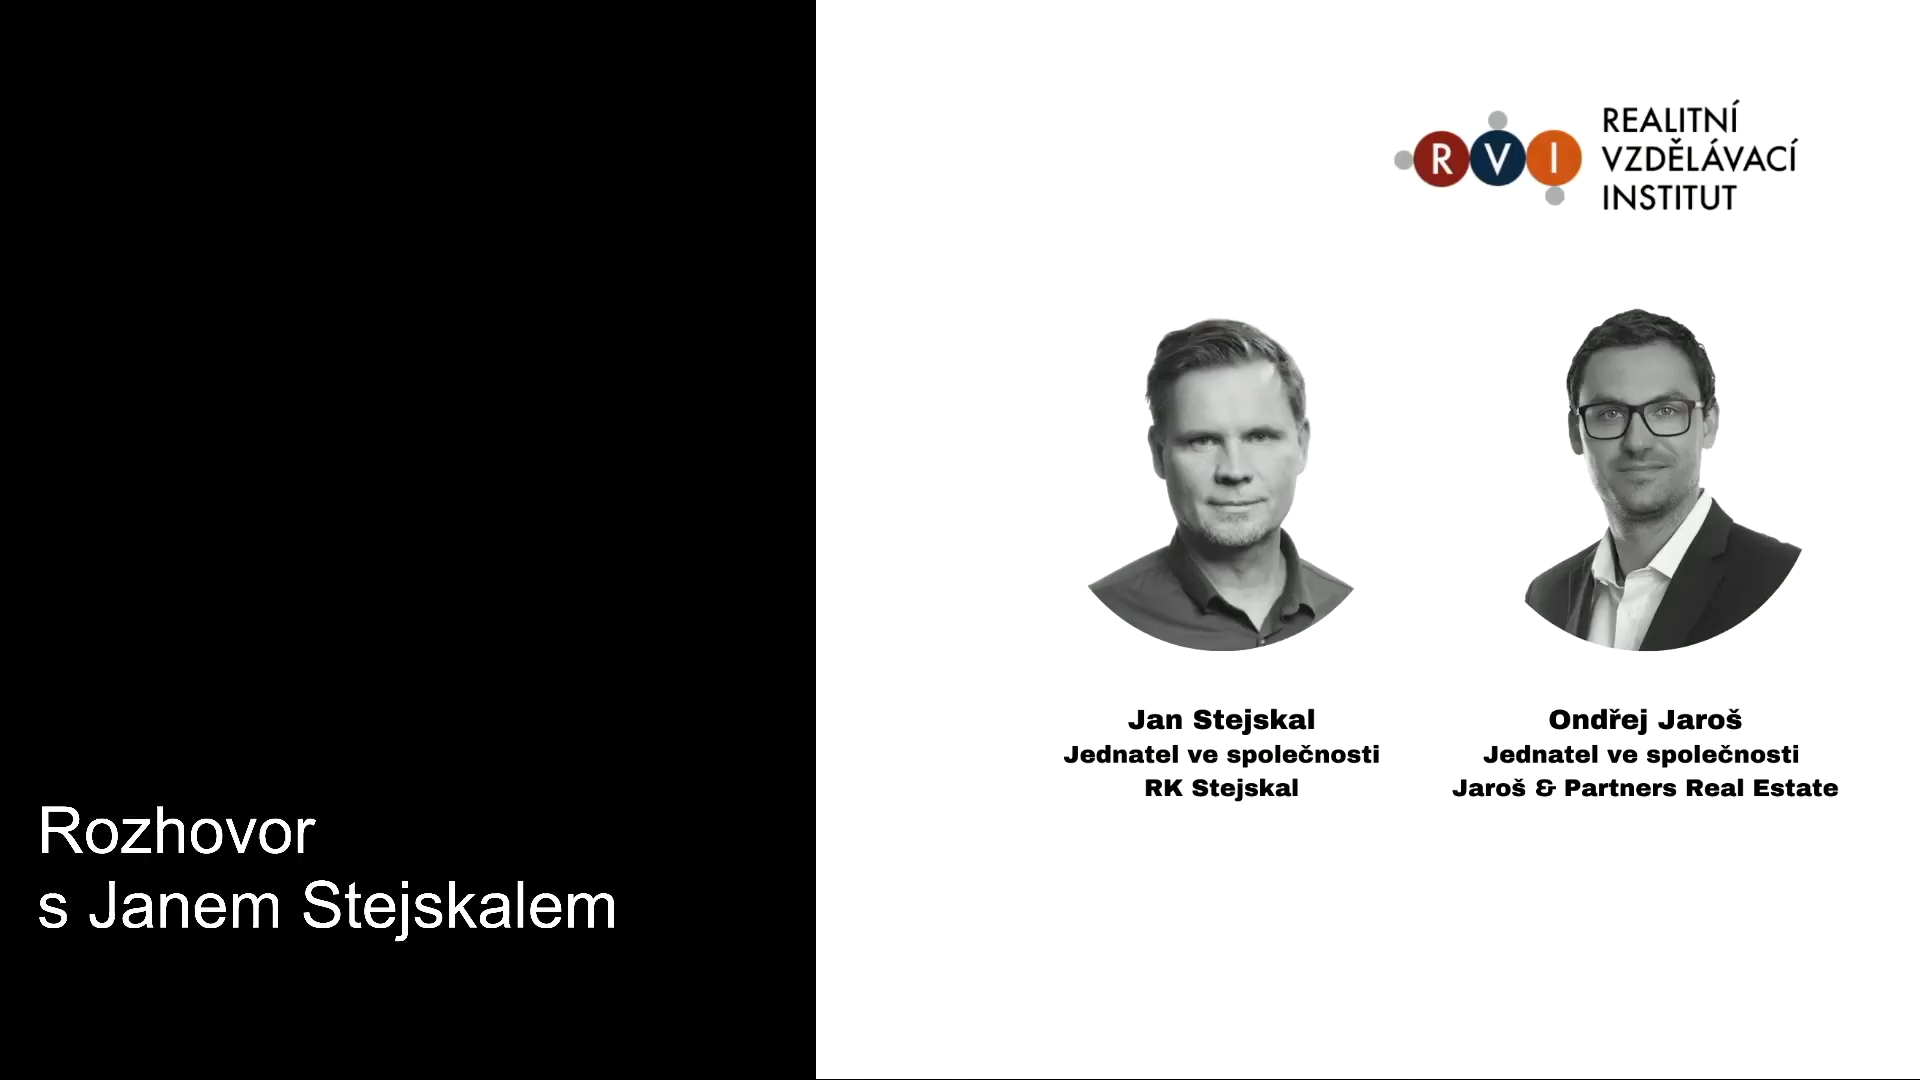 R V I
REALITNÍ
VZDĚLÁVACÍ
INSTITUT
Jan Stejskal
Jednatel ve společnosti
RK Stejskal
Ondřej Jaroš
Jednatel ve společnosti
Jaroš & Partners Real Estate
Rozhovor
s Janem Stejskalem